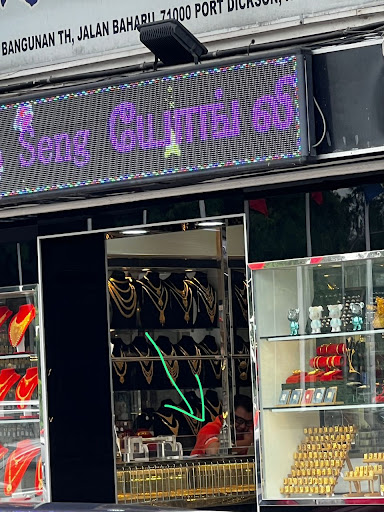 BANGUNAN TH, JALAN BAHARU, 71000 PORT DICKSON,
Seng யோங் லீ